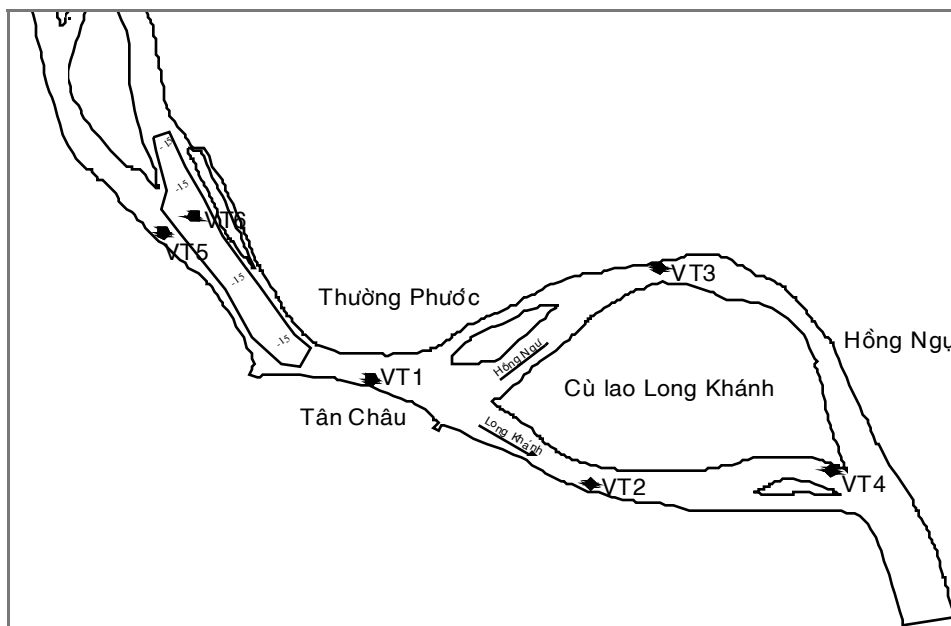 -15
-15
VT6
VT5
-15
Thường Phước
VT3
Hồng Ngự
-15
Hồng Ngự
VT1
Cù lao Long Khánh
Tân Châu
Long Khánh
VT2
VT4